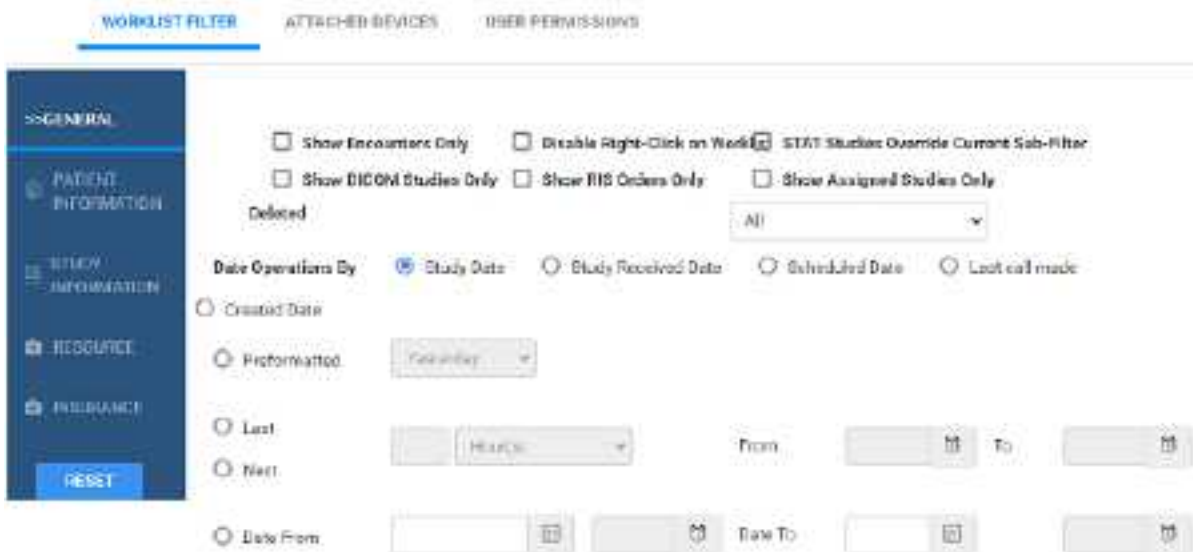 WORKLIST FILTER ATTACHED DEVICES USER PERMISSIONS
>>GENERAL
Show Encounters Only Disable Right-Click on Workli STAT Studies Override Current Sub-Filter
PATIENT INFORMATION
Show DICOM Studies Only Show RIS Orders Only Show Assigned Studies Only
Deleted All
STUDY INFORMATION
Date Operations By Study Date Study Received Date Scheduled Date Last call made
Created Date
RESOURCE
Preformatted
INSURANCE
Last
Hour(s) From To
Next
RESET
Date From Date To